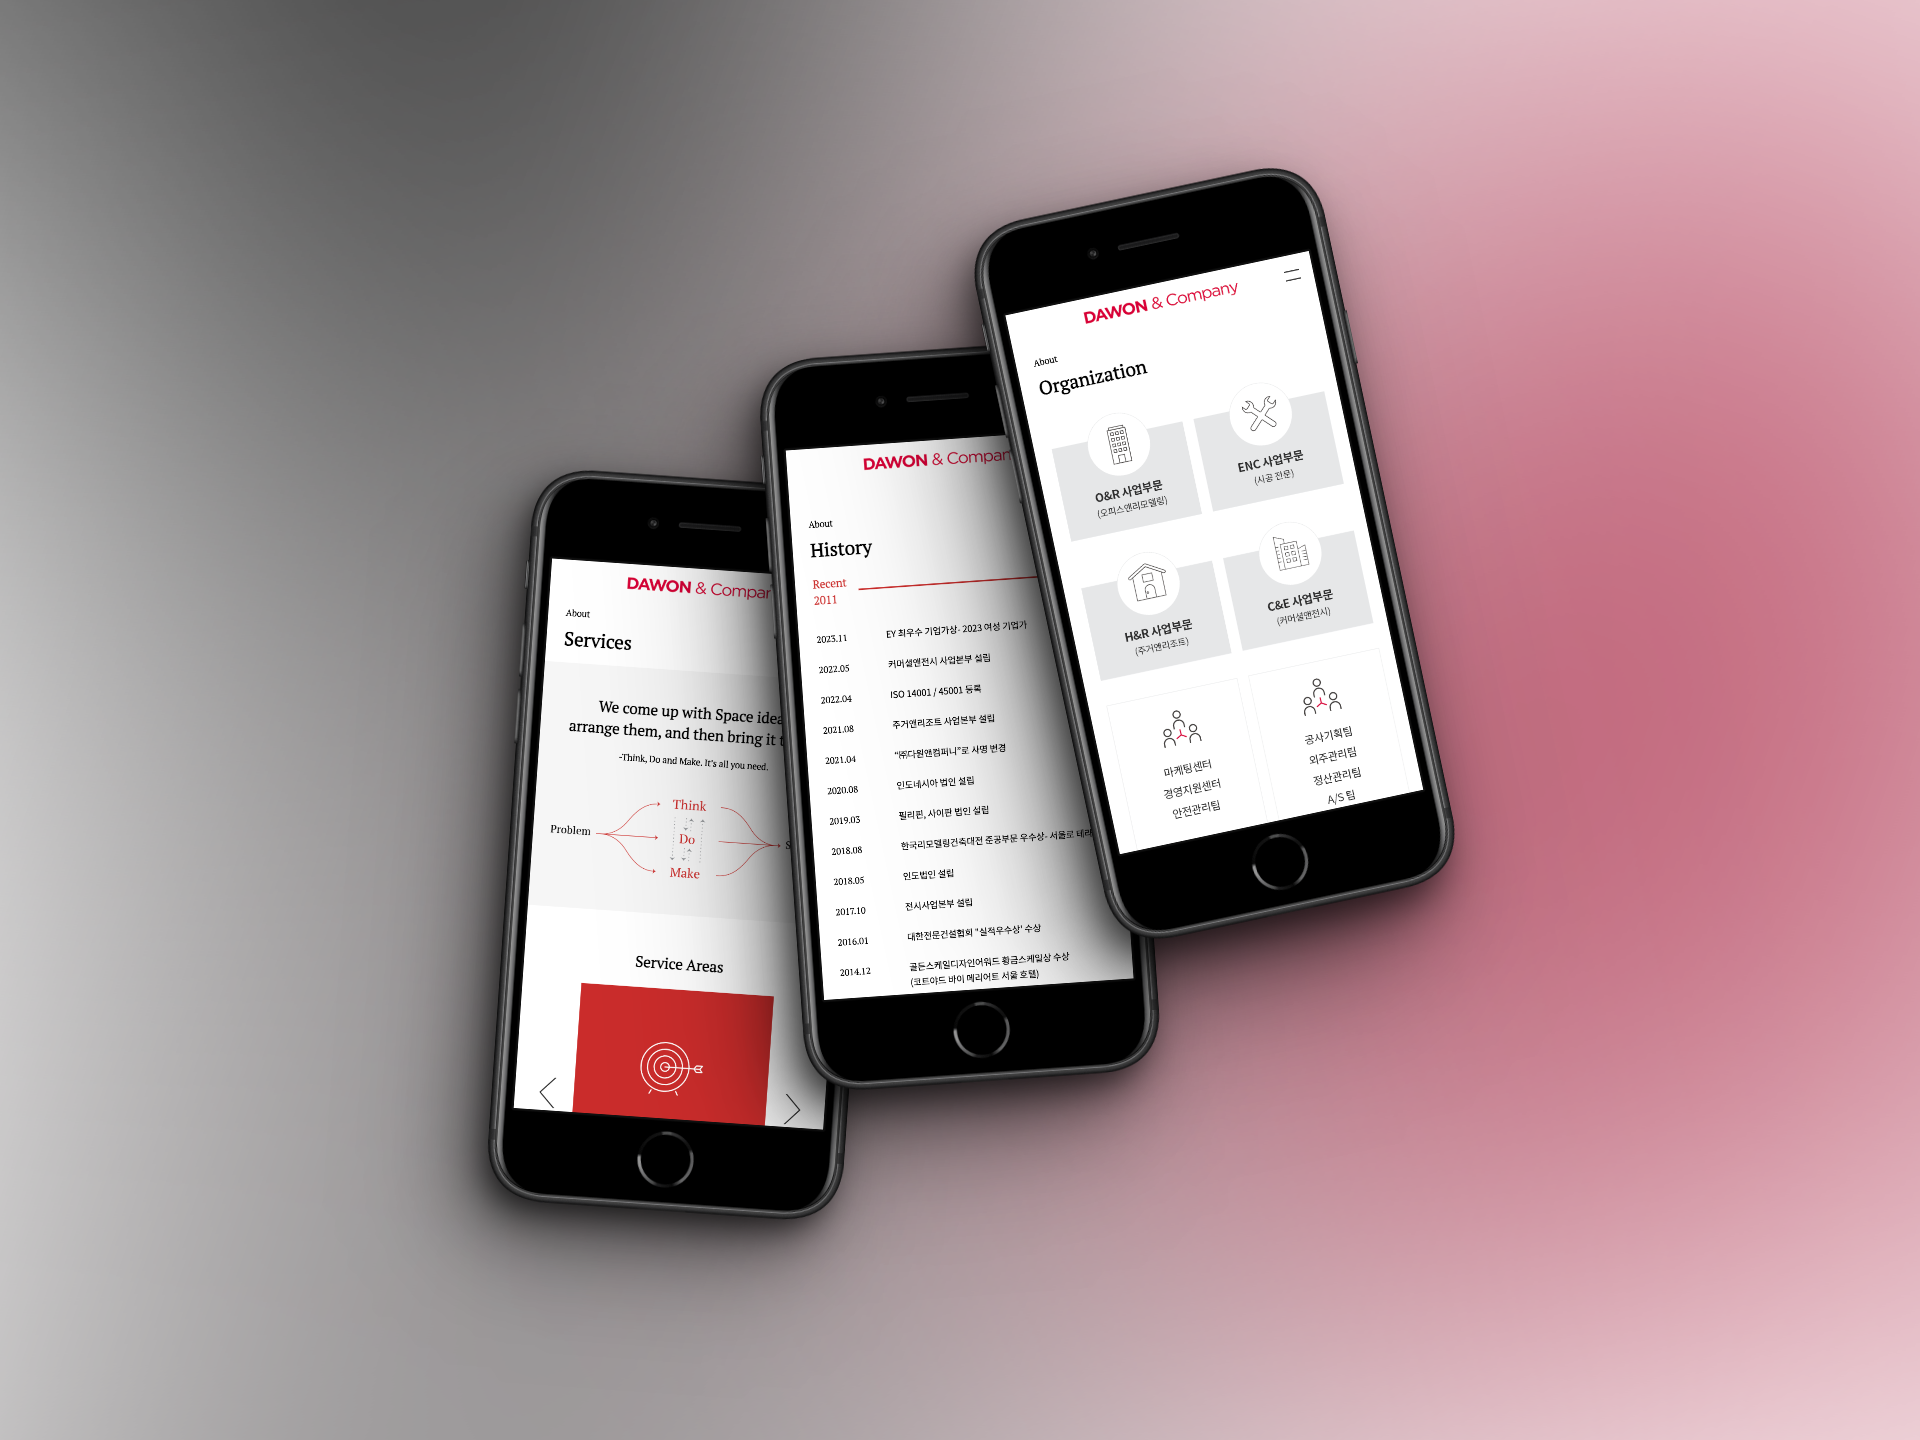 DAWON & Company
About
Services
We come up with Space idea
arrange them, and then bring it t
-Think, Do and Make. It's all you need.
Problem
Think
Do
Make
S
Service Areas
DAWON & Compan
About
History
Recent
2011
2023.11 EY 최우수 기업가상- 2023 여성 기업가
2022.05 커머셜앤전시 사업본부 설립
2022.04 ISO 14001 / 45001 등록
2021.08 주거앤리조트 사업본부 설립
2021.04 "㈜다원앤컴퍼니"로 사명 변경
2020.08 인도네시아 법인 설립
2019.03 필리핀, 사이판 법인 설립
2018.08 한국리모델링건축대전 준공부문 우수상- 서울로 테라
2018.05 인도법인 설립
2017.10 전시사업본부 설립
2016.01 대한전문건설협회 "실적우수상' 수상
2014.12 골든스케일디자인어워드 황금스케일상 수상
(코트야드 바이 메리어트 서울 호텔)
DAWON & Company
About
Organization
O&R 사업부문
(오피스앤리모델링)
ENC 사업부문
(시공 전문)
H&R 사업부문
(주거앤리조트)
C&E 사업부문
(커머셜앤전시)
마케팅센터
경영지원센터
안전관리팀
공사기획팀
외주관리팀
정산관리팀
A/S 팀